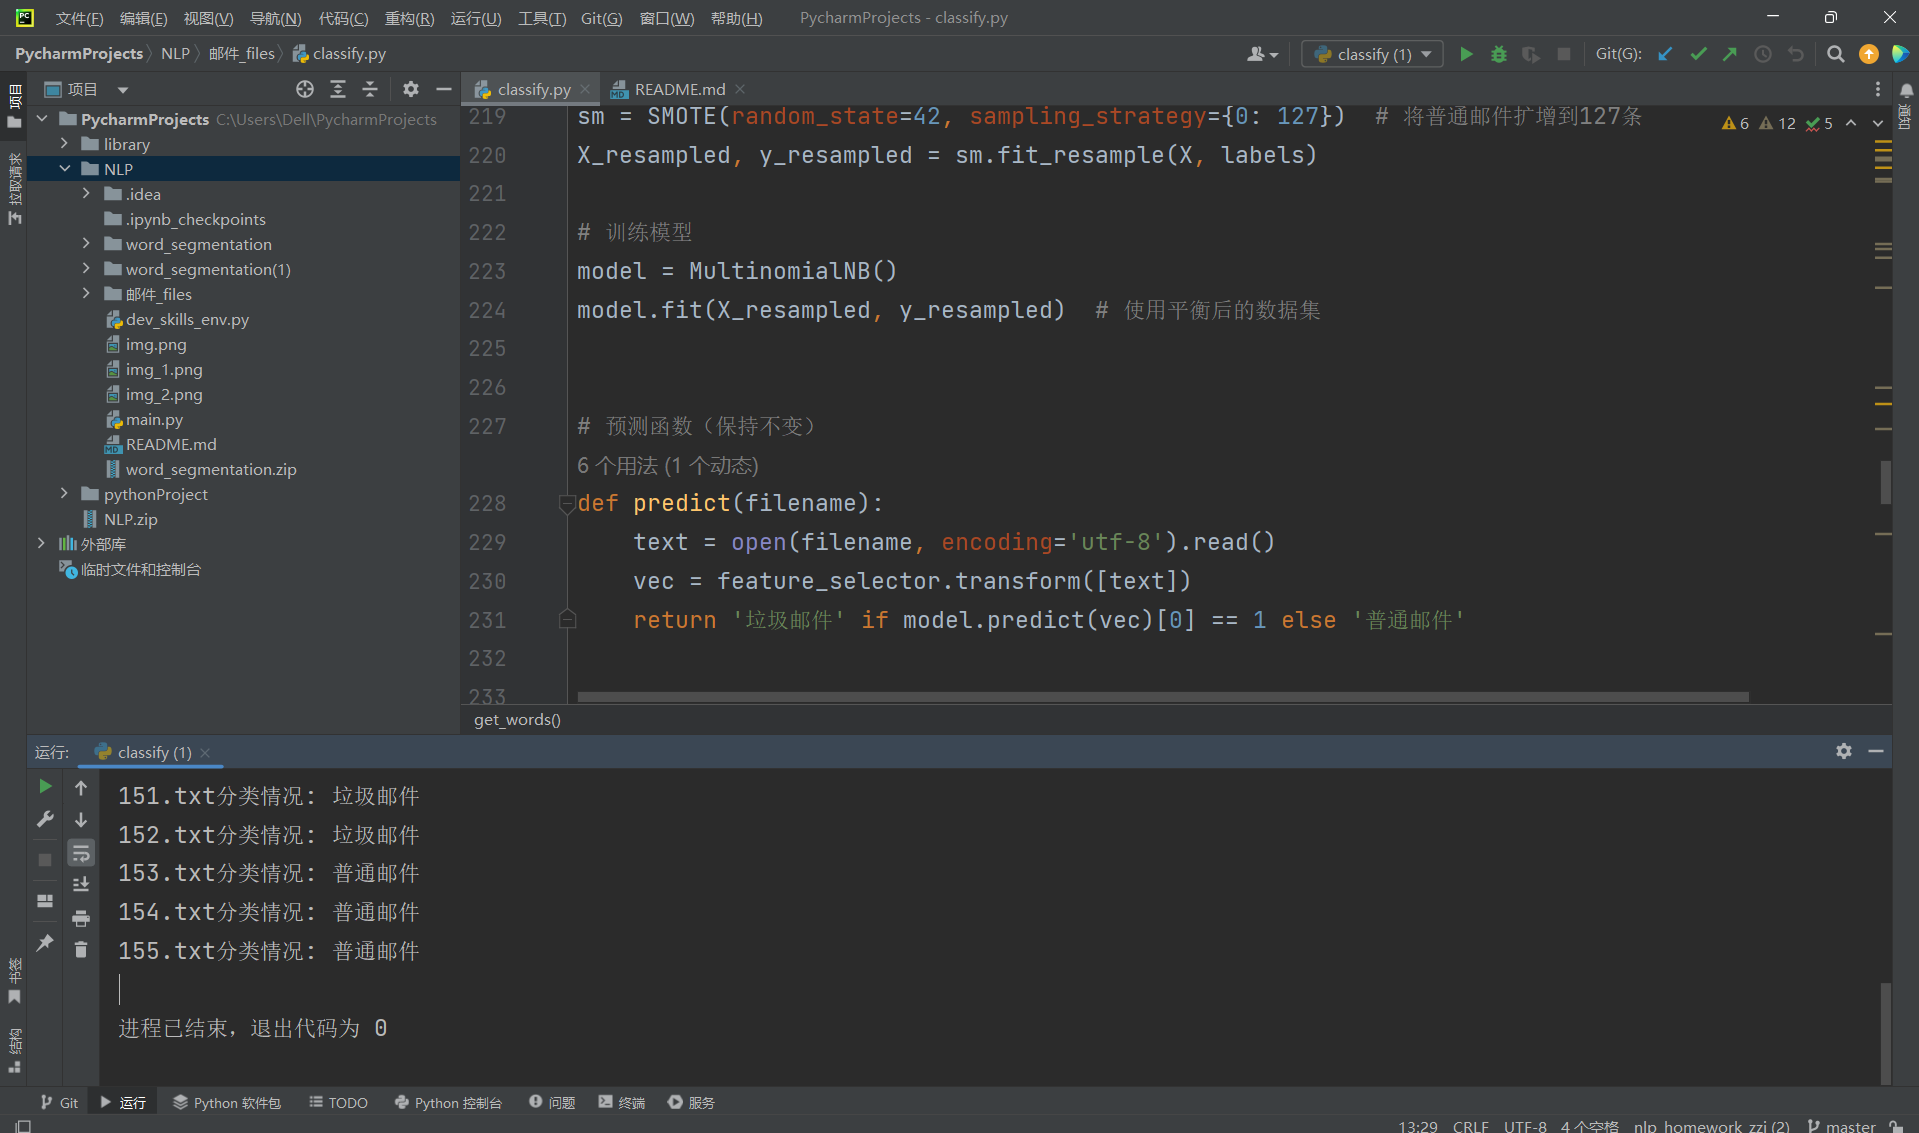 PC 文件(F) 编辑(E) 视图(V) 导航(N) 代码(C) 重构(R) 运行(U) 工具(T) Git(G) 窗口(W) 帮助(H) PycharmProjects - classify.py
PycharmProjects NLP 邮件_files classify.py classify (1) Git(G):
项目
拉取请求
书签
结构
项目
PycharmProjects C:\Users\Dell\PycharmProjects
library
NLP
.idea
.ipynb_checkpoints
word_segmentation
word_segmentation(1)
邮件_files
dev_skills_env.py
img.png
img_1.png
img_2.png
main.py
README.md
word_segmentation.zip
pythonProject
NLP.zip
外部库
临时文件和控制台
classify.py README.md
通知
6 12 5
219 sm = SMOTE(random_state=42, sampling_strategy={0: 127})  # 将普通邮件扩增到127条
220 X_resampled, y_resampled = sm.fit_resample(X, labels)
221
222 # 训练模型
223 model = MultinomialNB()
224 model.fit(X_resampled, y_resampled)  # 使用平衡后的数据集
225
226
227 # 预测函数（保持不变）
6 个用法 (1 个动态)
228 def predict(filename):
229     text = open(filename, encoding='utf-8').read()
230     vec = feature_selector.transform([text])
231     return '垃圾邮件' if model.predict(vec)[0] == 1 else '普通邮件'
232
233
get_words()
运行: classify (1)
151.txt分类情况: 垃圾邮件
152.txt分类情况: 垃圾邮件
153.txt分类情况: 普通邮件
154.txt分类情况: 普通邮件
155.txt分类情况: 普通邮件
进程已结束，退出代码为 0
Git 运行 Python 软件包 TODO Python 控制台 问题 终端 服务
13:29 CRLF UTF-8 4 个空格 nlp_homework_zzj (2) master